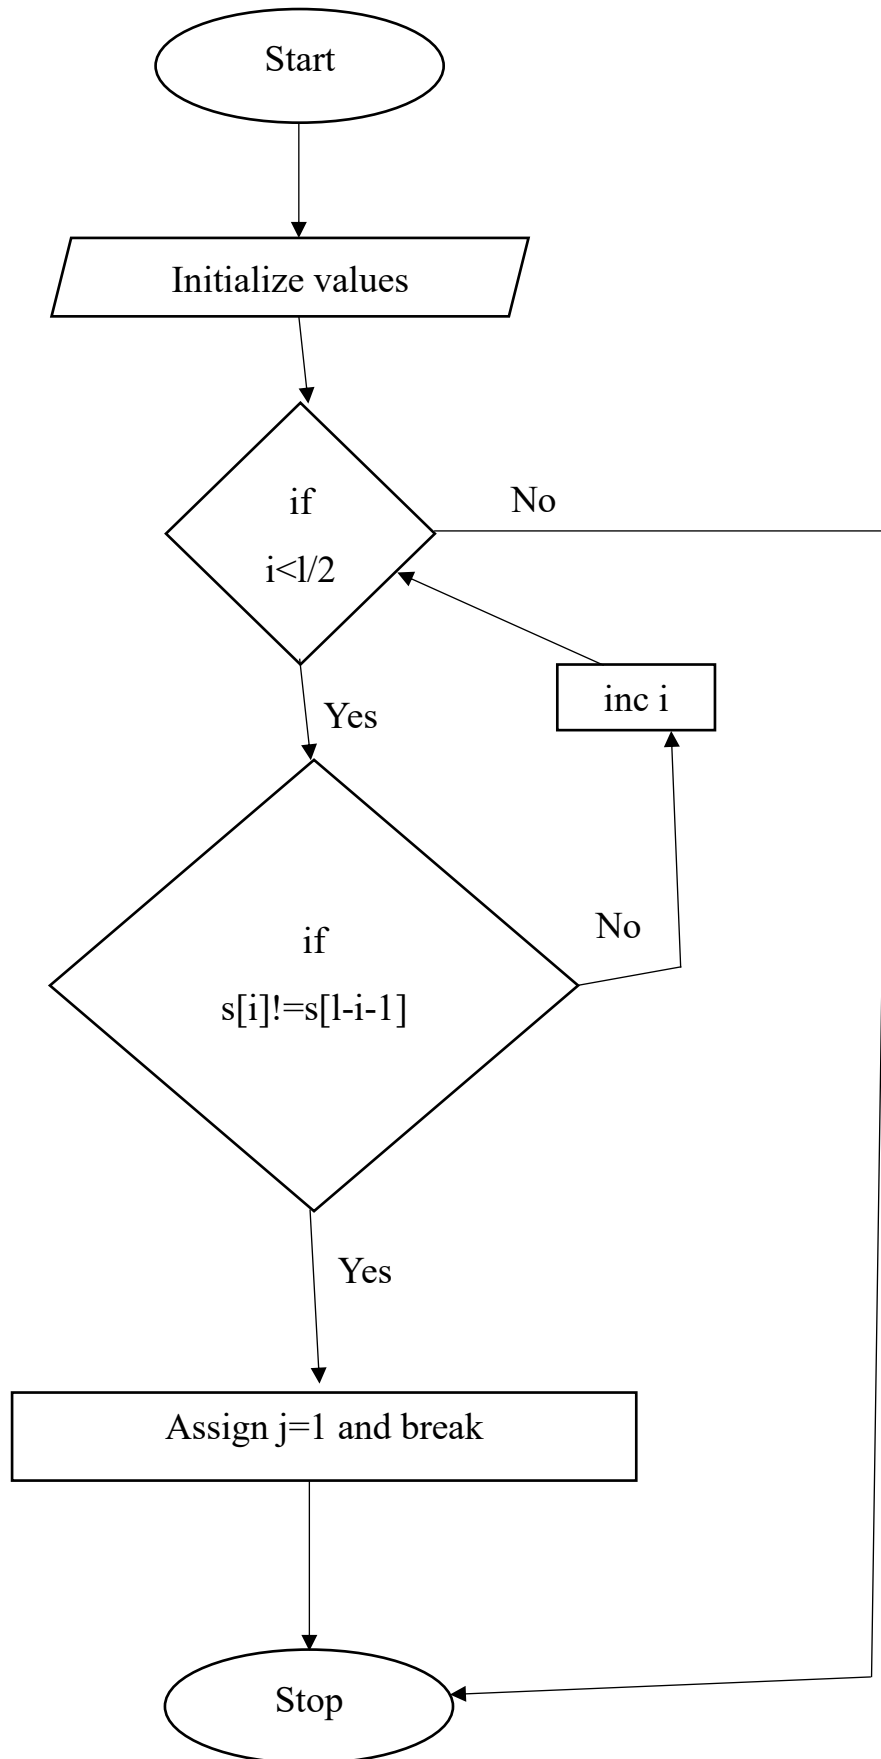 Start
Initialize values
No
if
i<l/2
inc i
Yes
No
if
s[i]!=s[l-i-1]
Yes
Assign j=1 and break
Stop